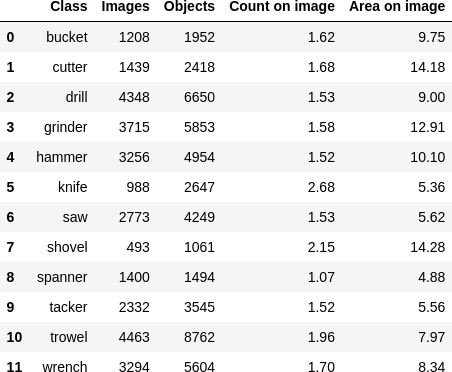 Class Images Objects Count on image Area on image
0 bucket 1208 1952 1.62 9.75
1 cutter 1439 2418 1.68 14.18
2 drill 4348 6650 1.53 9.00
3 grinder 3715 5853 1.58 12.91
4 hammer 3256 4954 1.52 10.10
5 knife 988 2647 2.68 5.36
6 saw 2773 4249 1.53 5.62
7 shovel 493 1061 2.15 14.28
8 spanner 1400 1494 1.07 4.88
9 tacker 2332 3545 1.52 5.56
10 trowel 4463 8762 1.96 7.97
11 wrench 3294 5604 1.70 8.34